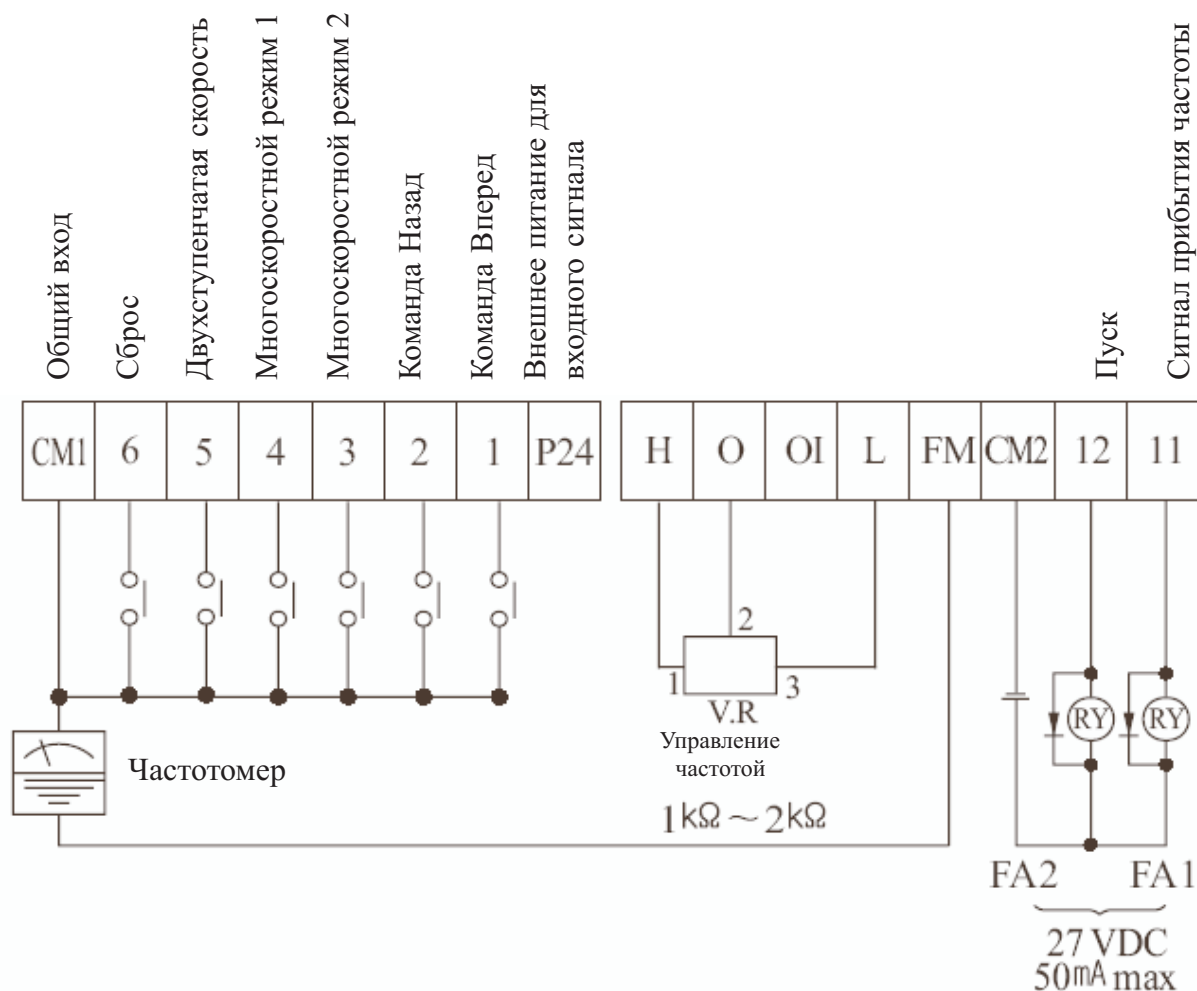 Общий вход
Сброс
Двухступенчатая скорость
Многоскоростной режим 1
Многоскоростной режим 2
Команда Назад
Команда Вперед
Внешнее питание для
входного сигнала
Пуск
Сигнал прибытия частоты
CM1 6 5 4 3 2 1 P24
H O OI L FM CM2 12 11
2
1
3
V.R
Управление
частотой
1kΩ～2kΩ
RY
RY
Частотомер
FA2 FA1
27 VDC
50mA max